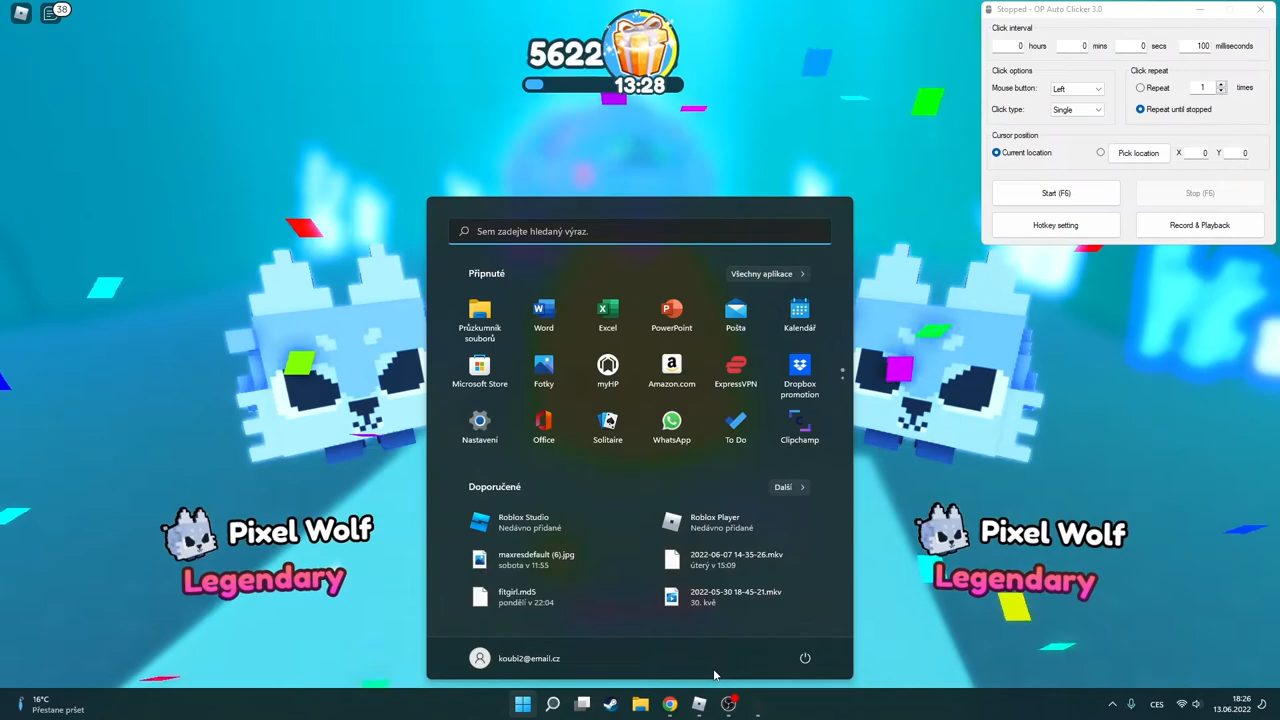 38
5622
13:28
Stopped - OP Auto Clicker 3.0
Click interval
0 hours 0 mins 0 secs 100 milliseconds
Click options
Mouse button: Left
Click type: Single
Click repeat
Repeat 1 times
Repeat until stopped
Cursor position
Current location Pick location X 0 Y 0
Start (F6) Stop (F6)
Hotkey setting Record & Playback
Sem zadejte hledaný výraz.
Připnuté Všechny aplikace
Průzkumník souborů
Word
Excel
PowerPoint
Pošta
Kalendář
Microsoft Store
Fotky
myHP
Amazon.com
ExpressVPN
Dropbox promotion
Nastavení
Office
Solitaire
WhatsApp
To Do
Clipchamp
Doporučené Další
Roblox Studio
Nedávno přidané
Roblox Player
Nedávno přidané
maxresdefault (6).jpg
sobota v 11:55
2022-06-07 14-35-26.mkv
úterý v 15:09
fitgirl.md5
pondělí v 22:04
2022-05-30 18-45-21.mkv
30. kvě
koubi2@email.cz
Pixel Wolf
Legendary
Pixel Wolf
Legendary
16°C
Přestane pršet
CES
18:26
13.06.2022